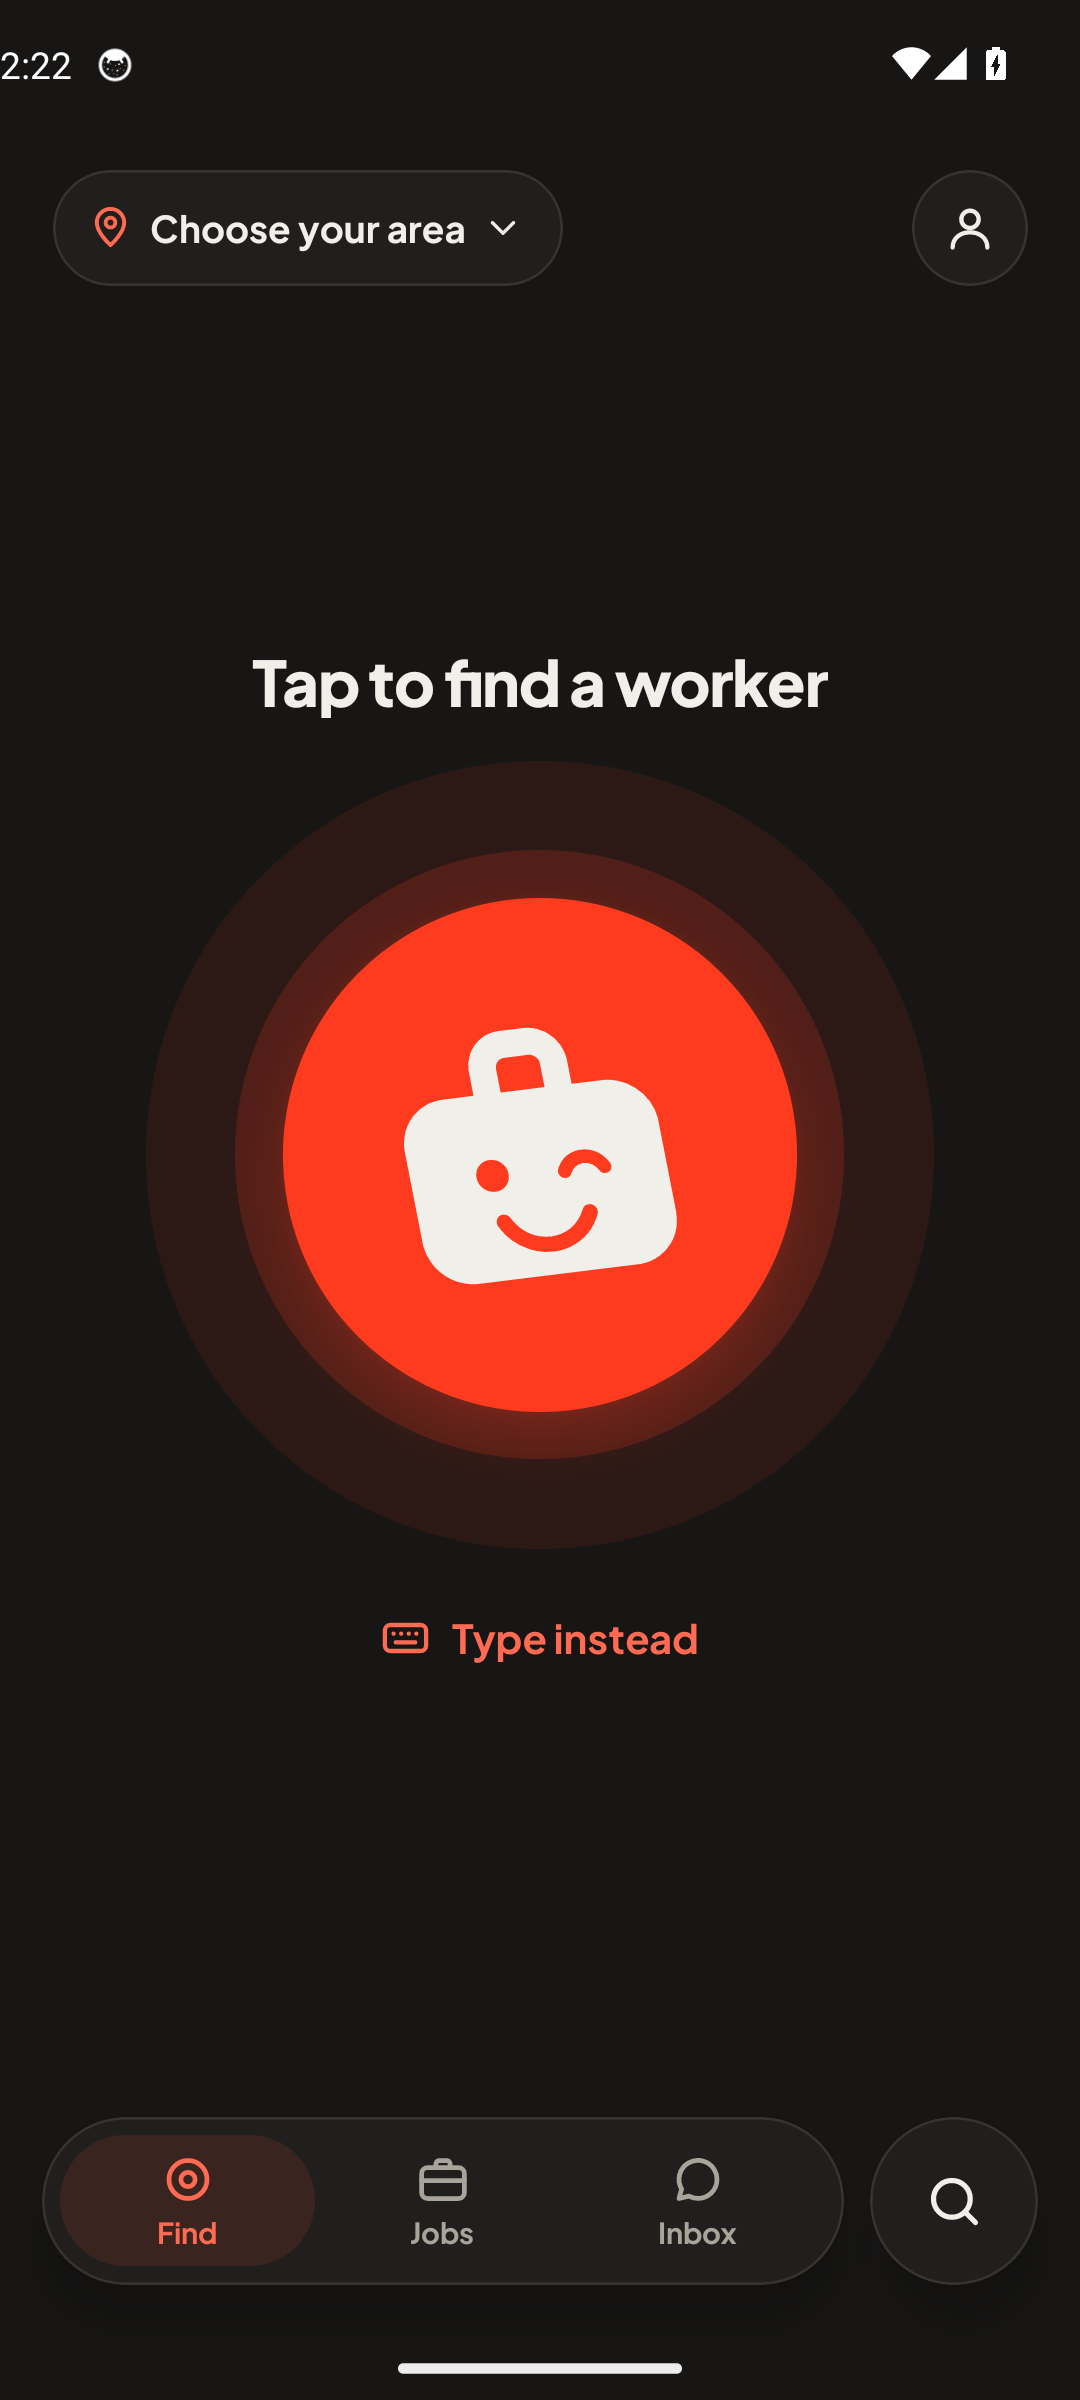 2:22
Choose your area
Tap to find a worker
Type instead
Find
Jobs
Inbox